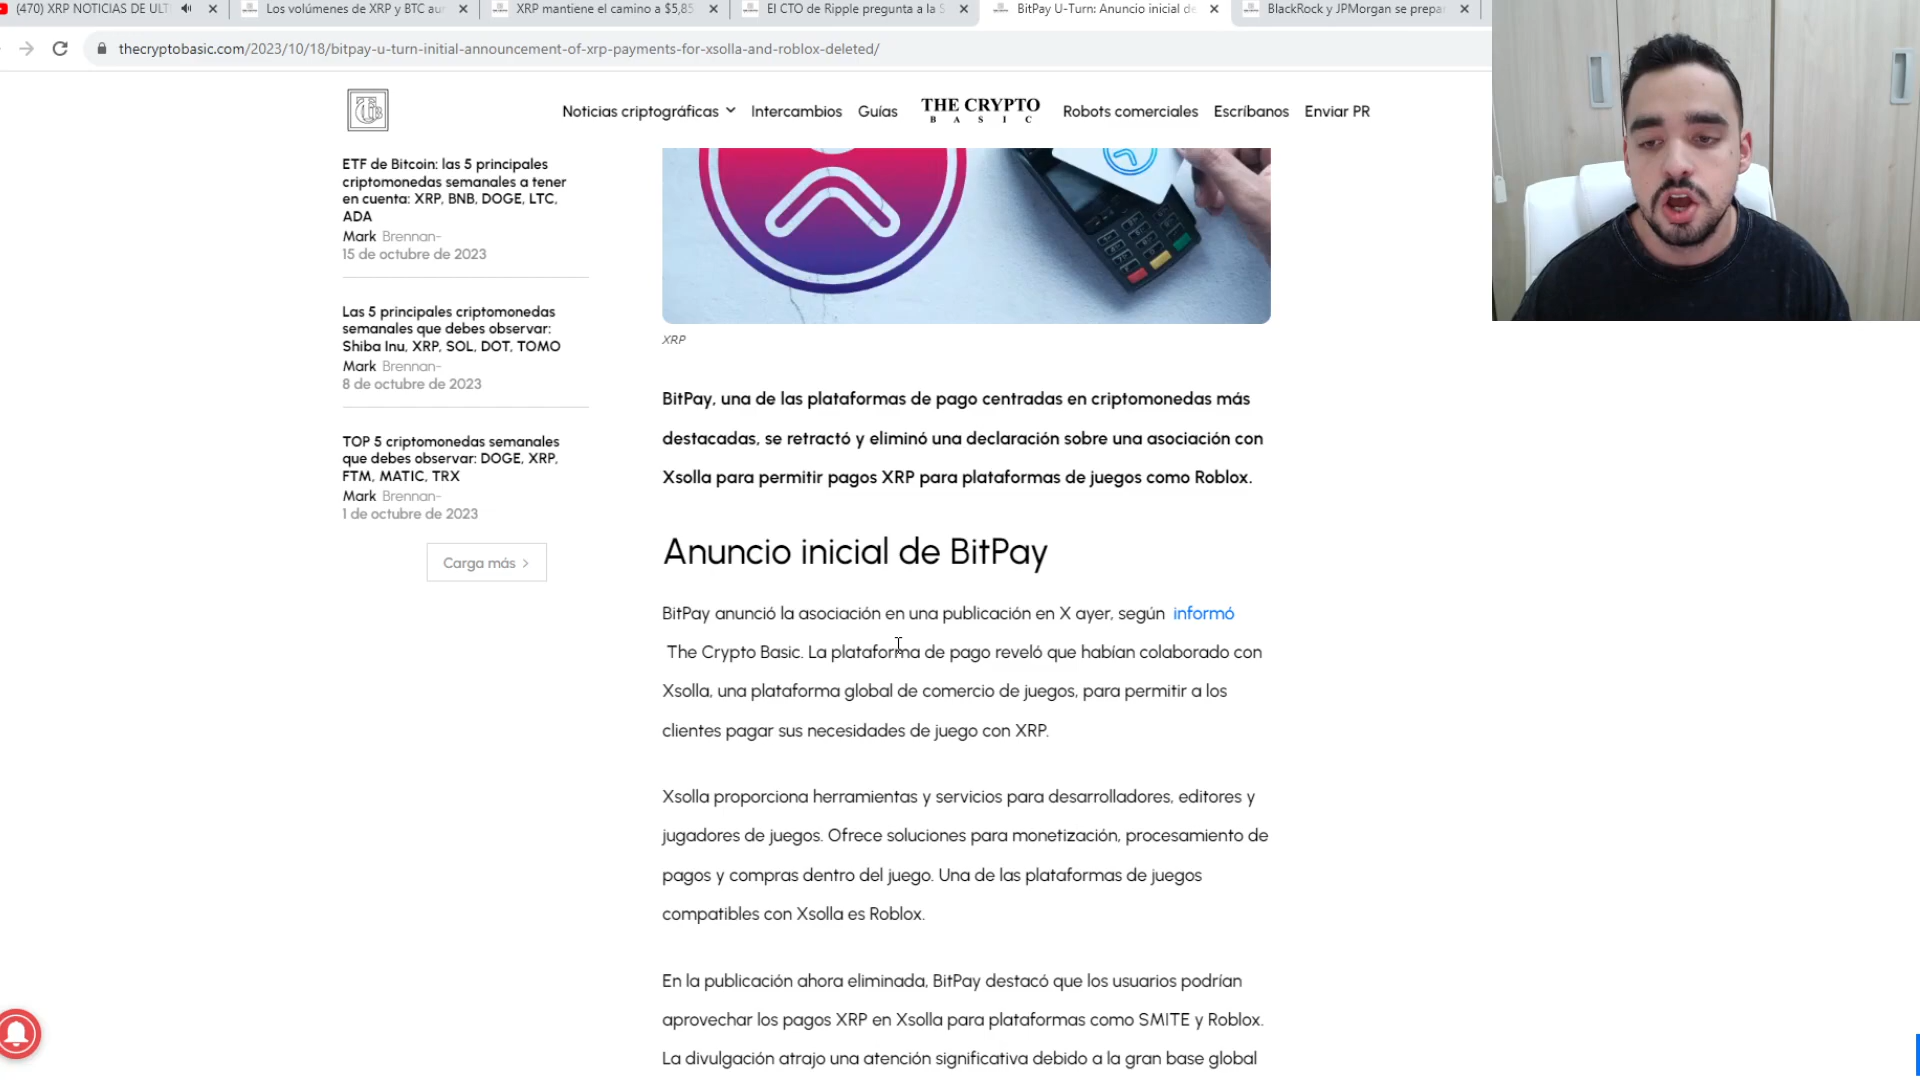 (470) XRP NOTICIAS DE ULT
Los volúmenes de XRP y BTC au
XRP mantiene el camino a $5,85
El CTO de Ripple pregunta a la S
BitPay U-Turn: Anuncio inicial de
BlackRock y JPMorgan se prepar
thecryptobasic.com/2023/10/18/bitpay-u-turn-initial-announcement-of-xrp-payments-for-xsolla-and-roblox-deleted/
Noticias criptográficas
Intercambios
Guías
THE CRYPTO
BASIC
Robots comerciales
Escríbanos
Enviar PR
ETF de Bitcoin: las 5 principales
criptomonedas semanales a tener
en cuenta: XRP, BNB, DOGE, LTC,
ADA
Mark Brennan-
15 de octubre de 2023
Las 5 principales criptomonedas
semanales que debes observar:
Shiba Inu, XRP, SOL, DOT, TOMO
Mark Brennan-
8 de octubre de 2023
TOP 5 criptomonedas semanales
que debes observar: DOGE, XRP,
FTM, MATIC, TRX
Mark Brennan-
1 de octubre de 2023
Carga más
XRP
BitPay, una de las plataformas de pago centradas en criptomonedas más
destacadas, se retractó y eliminó una declaración sobre una asociación con
Xsolla para permitir pagos XRP para plataformas de juegos como Roblox.
Anuncio inicial de BitPay
BitPay anunció la asociación en una publicación en X ayer, según informó
The Crypto Basic. La plataforma de pago reveló que habían colaborado con
Xsolla, una plataforma global de comercio de juegos, para permitir a los
clientes pagar sus necesidades de juego con XRP.
Xsolla proporciona herramientas y servicios para desarrolladores, editores y
jugadores de juegos. Ofrece soluciones para monetización, procesamiento de
pagos y compras dentro del juego. Una de las plataformas de juegos
compatibles con Xsolla es Roblox.
En la publicación ahora eliminada, BitPay destacó que los usuarios podrían
aprovechar los pagos XRP en Xsolla para plataformas como SMITE y Roblox.
La divulgación atrajo una atención significativa debido a la gran base global